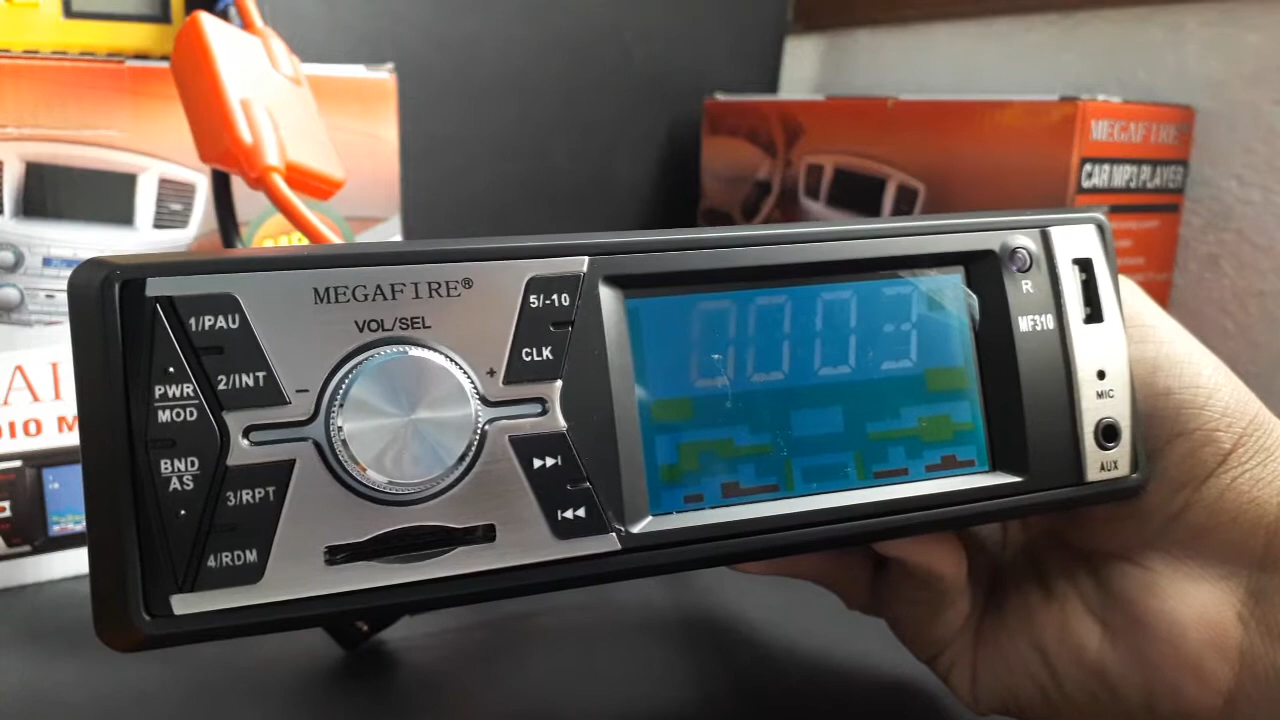 MEGAFIRE®
CAR MP3 PLAYER
MEGAFIRE®
VOL/SEL
1/PAU
2/INT
PWR
MOD
BND
AS
3/RPT
4/RDM
-
+
5/-10
CLK
0003
R
MF310
MIC
AUX